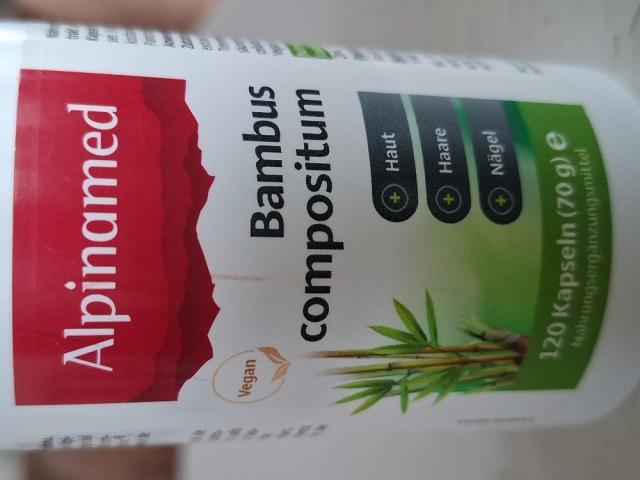 Alpinamed
Bambus
compositum
Vegan
+ Haut
+ Haare
+ Nägel
120 Kapseln (70 g) e
Nahrungsergänzungsmittel